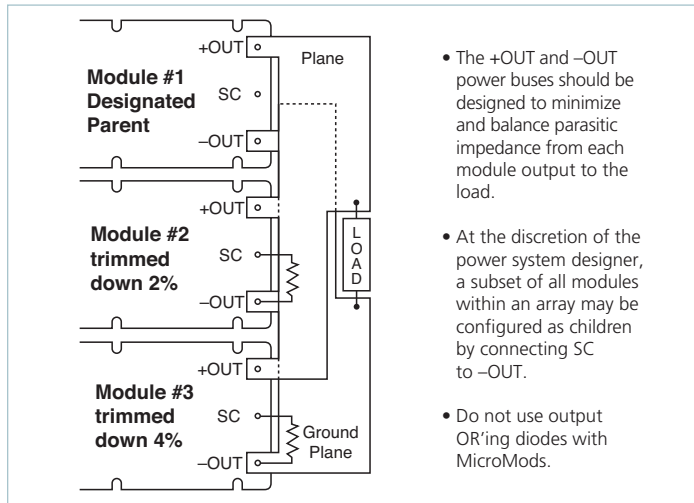 +OUT
Plane
Module #1
Designated
Parent
SC
–OUT
+OUT
Module #2
trimmed
down 2%
SC
–OUT
LOAD
+OUT
Module #3
trimmed
down 4%
SC
Ground
Plane
–OUT
• The +OUT and –OUT
power buses should be
designed to minimize
and balance parasitic
impedance from each
module output to the
load.
• At the discretion of the
power system designer,
a subset of all modules
within an array may be
configured as children
by connecting SC
to –OUT.
• Do not use output
OR’ing diodes with
MicroMods.